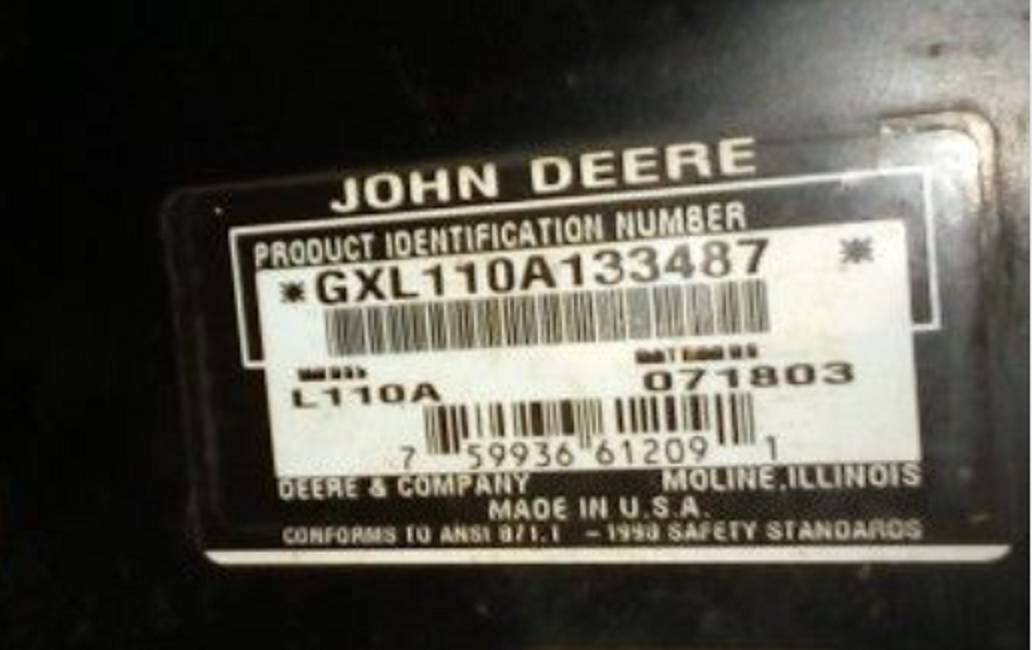 JOHN DEERE
PRODUCT IDENTIFICATION NUMBER
*GXL110A133487 *
L110A 071803
7 59936 61209 1
DEERE & COMPANY MOLINE, ILLINOIS
MADE IN U.S.A.
CONFORMS TO ANSI B71.1 - 1998 SAFETY STANDARDS